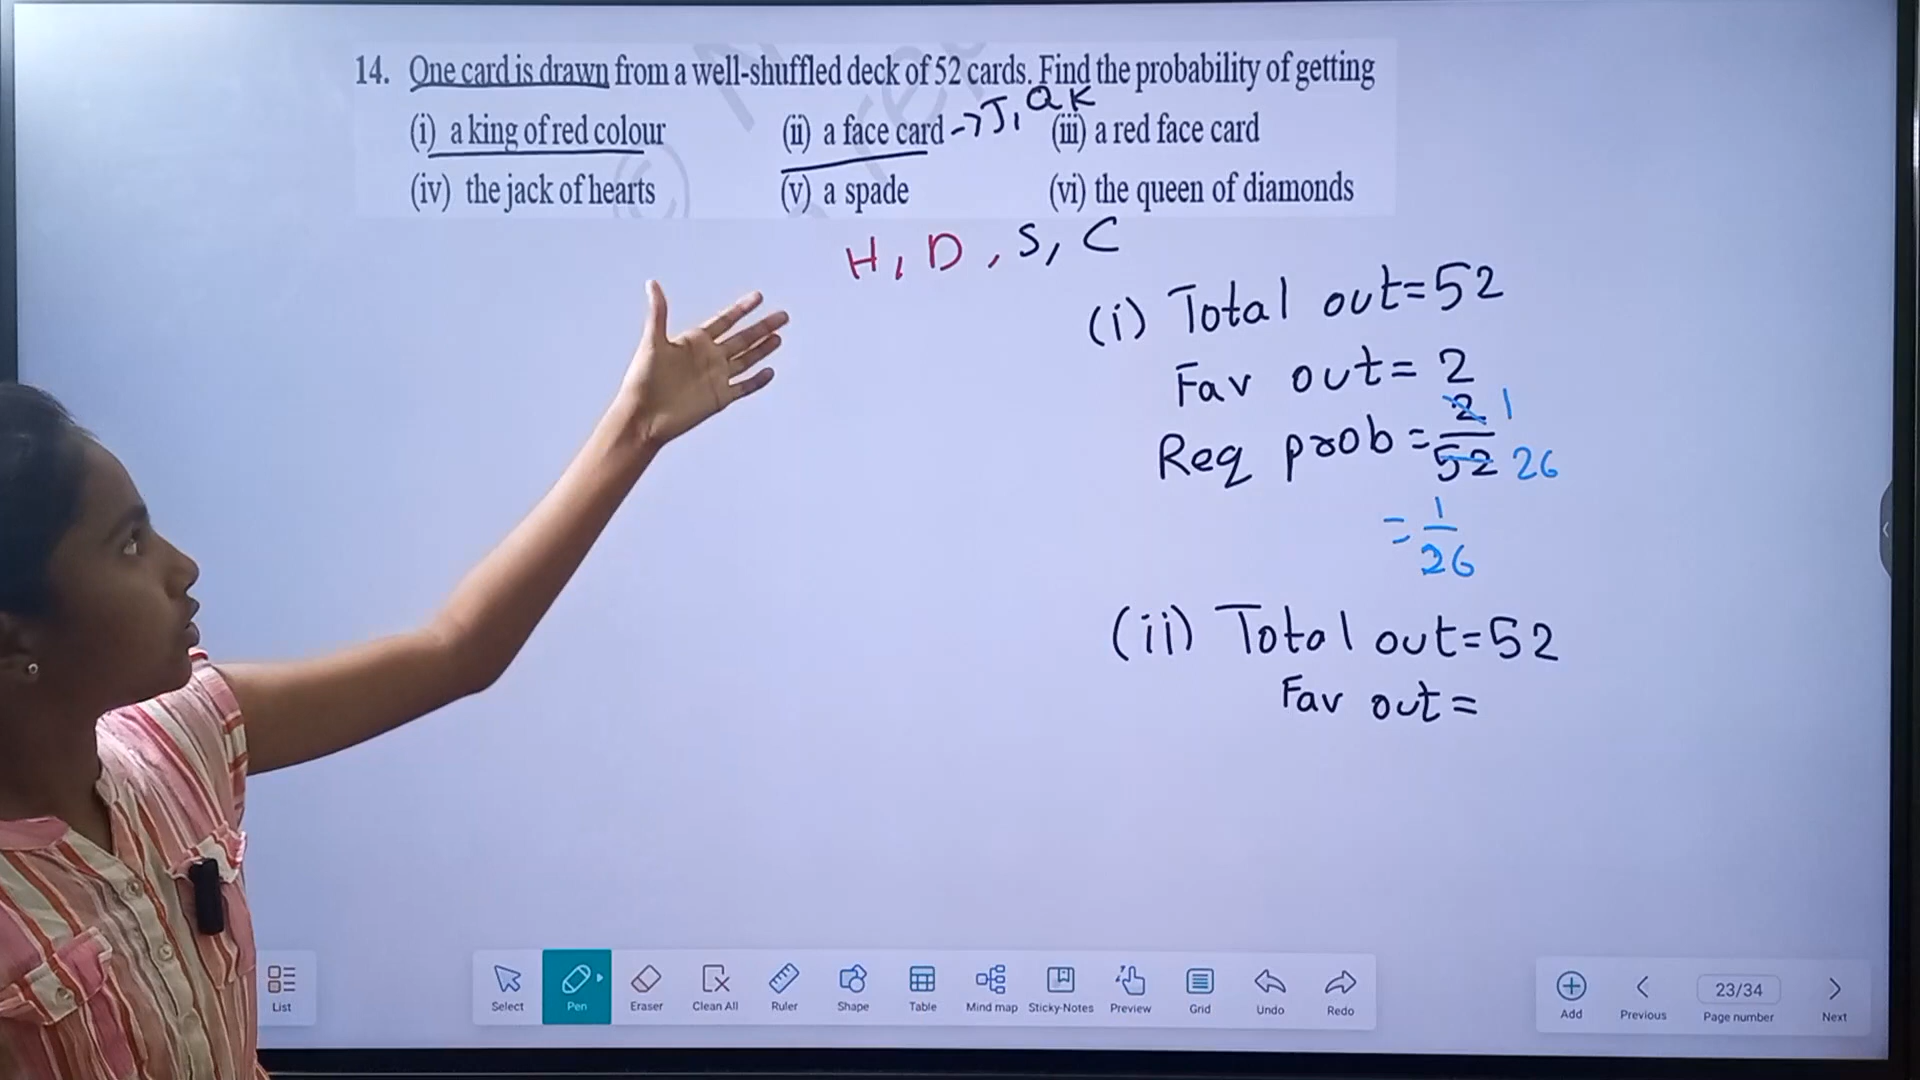 14. One card is drawn from a well-shuffled deck of 52 cards. Find the probability of getting
(i) a king of red colour (ii) a face card → J, Q K (iii) a red face card
(iv) the jack of hearts (v) a spade (vi) the queen of diamonds
H, D, S, C
(i) Total out=52
Fav out= 2
Req prob = 2/52 1 26
= 1/26
(ii) Total out=52
Fav out=
List
Select Pen Eraser Clean All Ruler Shape Table Mind map Sticky-Notes Preview Grid Undo Redo
Add Previous 23/34 Page number Next